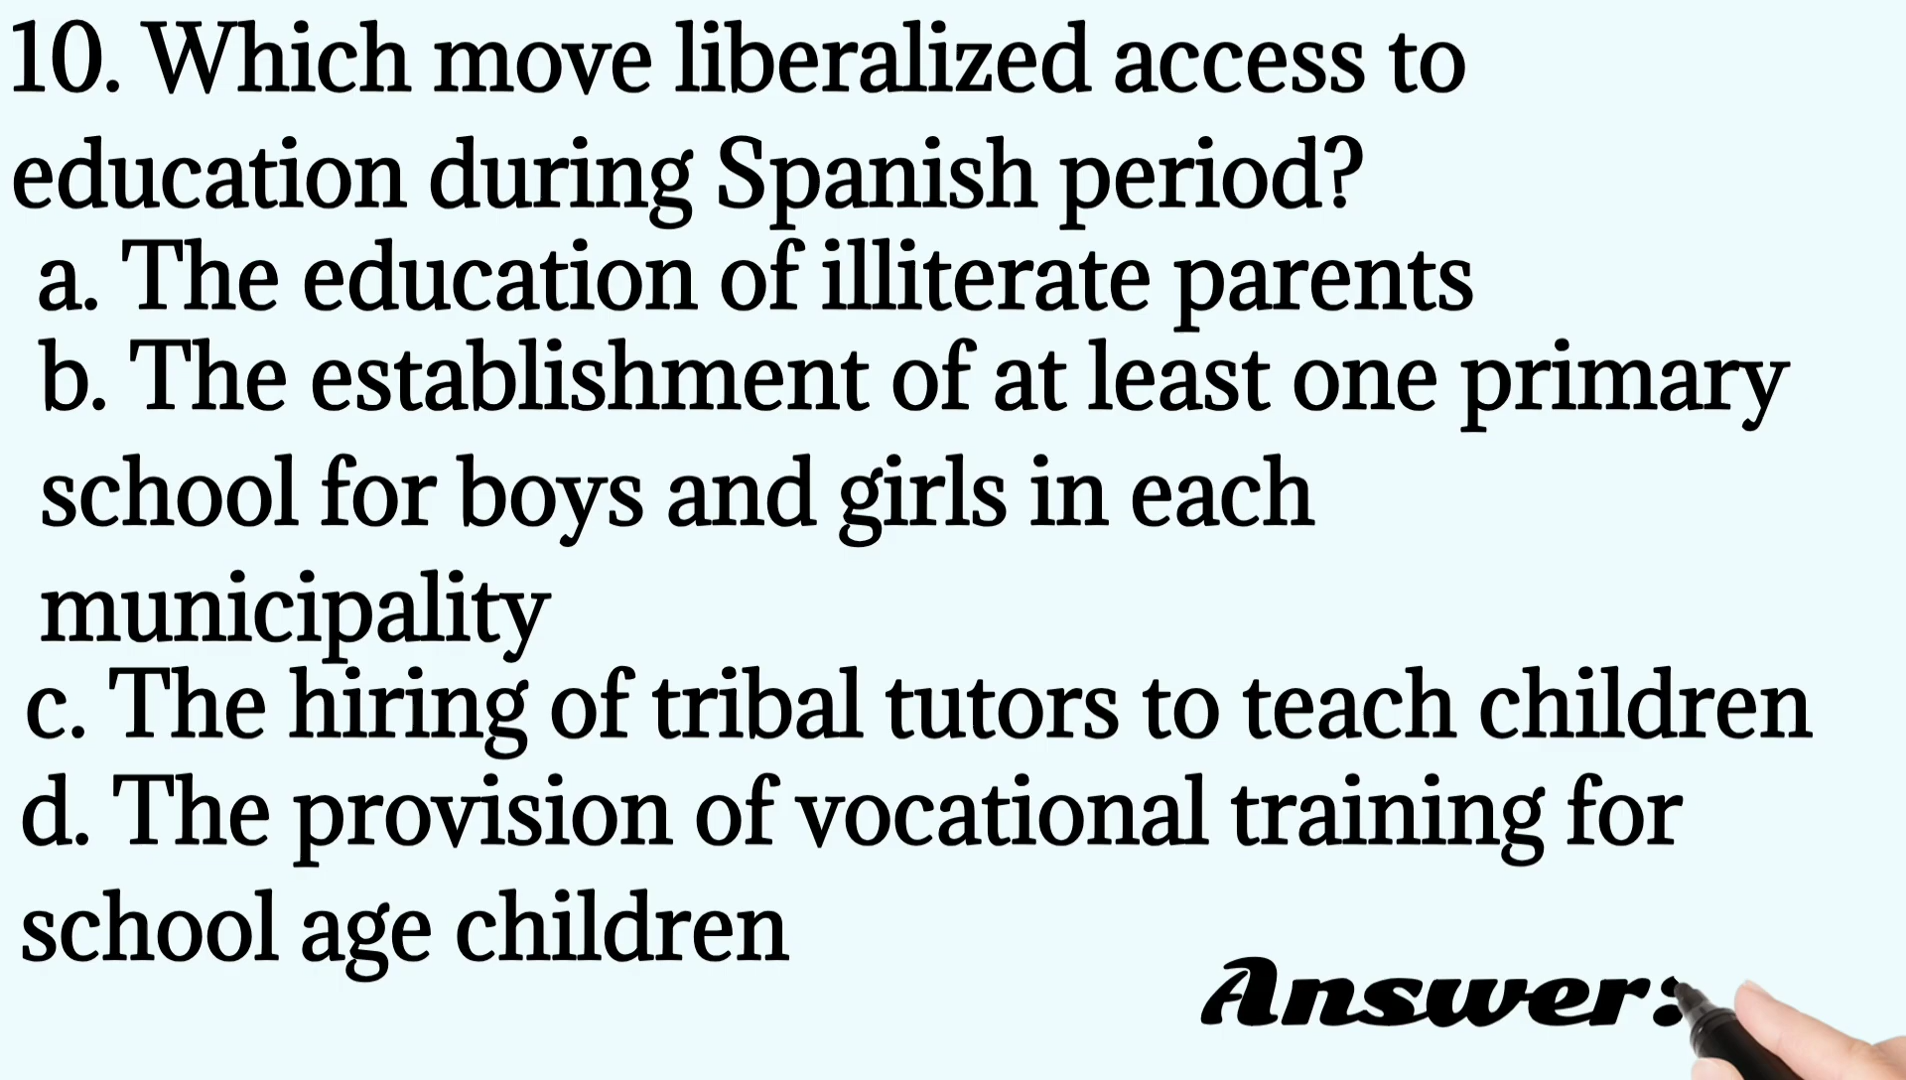 10. Which move liberalized access to
education during Spanish period?
a. The education of illiterate parents
b. The establishment of at least one primary
school for boys and girls in each
municipality
c. The hiring of tribal tutors to teach children
d. The provision of vocational training for
school age children
Answer: